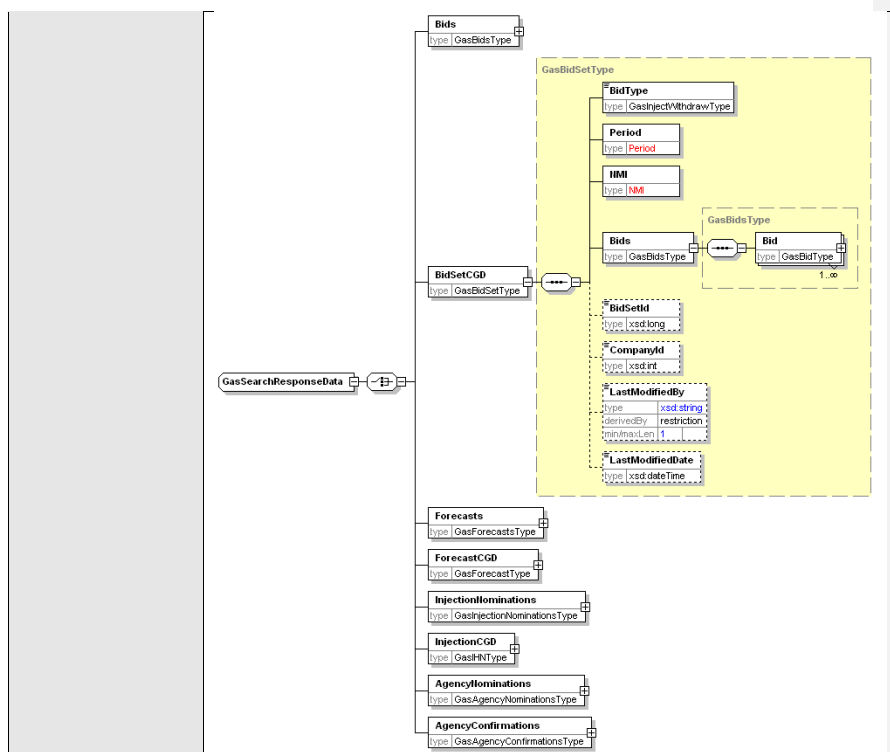 Bids
type GasBidsType
GasBidSetType
BidType
type GasInjectWithdrawType
Period
type Period
NMI
type NMI
GasBidsType
Bids
type GasBidsType
Bid
type GasBidType
1..∞
BidSetCGD
type GasBidSetType
BidSetId
type xsd:long
CompanyId
type xsd:int
GasSearchResponseData
LastModifiedBy
type xsd:string
derivedBy restriction
min/maxLen 1
LastModifiedDate
type xsd:dateTime
Forecasts
type GasForecastsType
ForecastCGD
type GasForecastType
InjectionNominations
type GasInjectionNominationsType
InjectionCGD
type GasIHNType
AgencyNominations
type GasAgencyNominationsType
AgencyConfirmations
type GasAgencyConfirmationsType